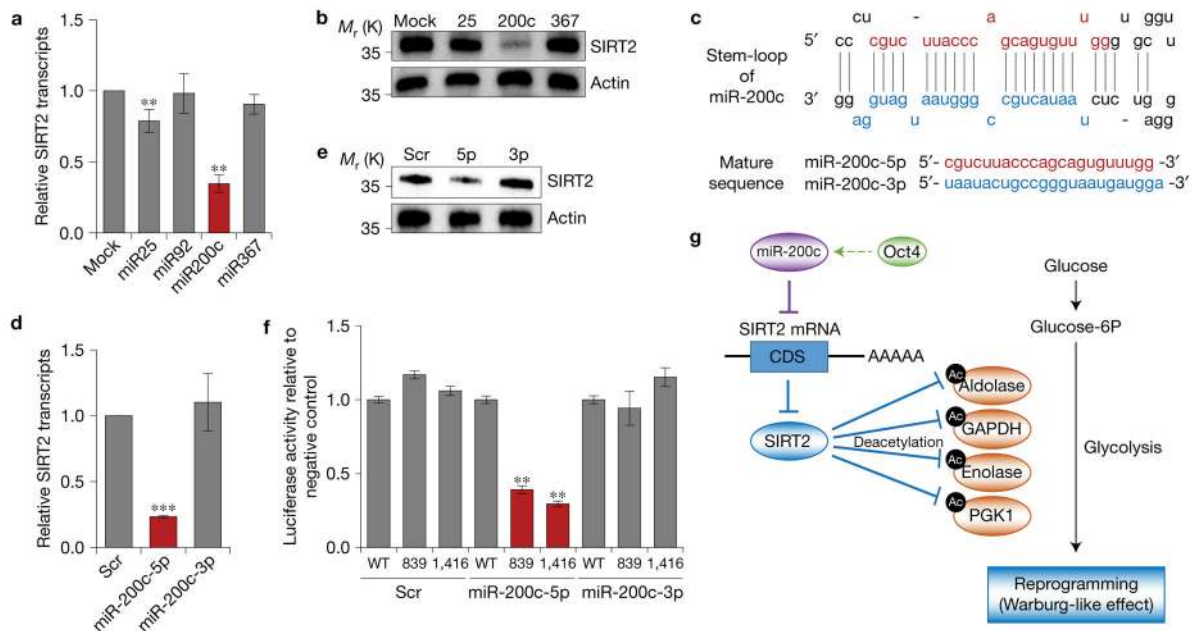 a
Relative SIRT2 transcripts
1.5
1.0
0.5
0.0
**
**
Mock
miR25
miR92
miR200c
miR367
b
Mr (K)
Mock 25 200c 367
35
SIRT2
35
Actin
c
cu - a u u ggu
5′ cc cguc uuaccc gcaguguu ggg gcu u
Stem-loop
of
miR-200c
3′ gg guag aauggg cgucauaa cuc ug g
ag u c u - agg
Mature
sequence
miR-200c-5p 5′- cgucuuacccagcaguguuugg -3′
miR-200c-3p 5′- uaauacugccggguaaugaugga -3′
d
Relative SIRT2 transcripts
1.5
1.0
0.5
0.0
***
Scr
miR-200c-5p
miR-200c-3p
e
Mr (K)
Scr 5p 3p
35
SIRT2
35
Actin
f
Luciferase activity relative to
negative control
1.5
1.0
0.5
0.0
** **
WT 839 1,416 WT 839 1,416 WT 839 1,416
Scr miR-200c-5p miR-200c-3p
g
miR-200c
Oct4
Glucose
SIRT2 mRNA
Glucose-6P
CDS
AAAAA
Ac
Aldolase
SIRT2
Deacetylation
Ac
GAPDH
Glycolysis
Ac
Enolase
Ac
PGK1
Reprogramming
(Warburg-like effect)